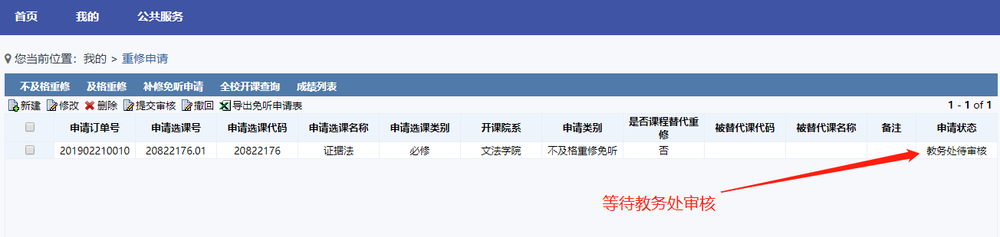 首页 我的 公共服务
您当前位置：我的 > 重修申请
不及格重修 及格重修 补修免听申请 全校开课查询 成绩列表
新建 修改 删除 提交审核 撤回 导出免听申请表 1 - 1 of 1
申请订单号 申请选课号 申请选课代码 申请选课名称 申请选课类别 开课院系 申请类别 是否课程替代重修 被替代课代码 被替代课名称 备注 申请状态
201902210010 20822176.01 20822176 证据法 必修 文法学院 不及格重修免听 否 教务处待审核
等待教务处审核